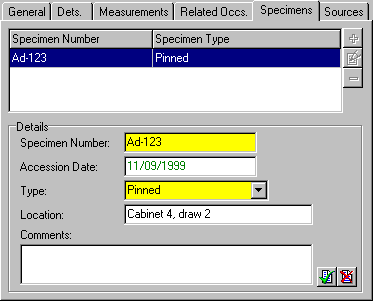 General Dets. Measurements Related Occs. Specimens Sources
Specimen Number Specimen Type
Ad-123 Pinned
Details
Specimen Number: Ad-123
Accession Date: 11/09/1999
Type: Pinned
Location: Cabinet 4, draw 2
Comments: